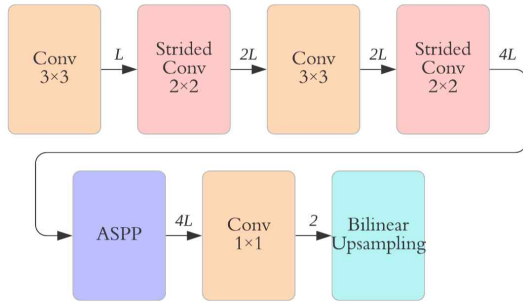 Conv
3×3
L
Strided
Conv
2×2
2L
Conv
3×3
2L
Strided
Conv
2×2
4L
ASPP
4L
Conv
1×1
2
Bilinear
Upsampling